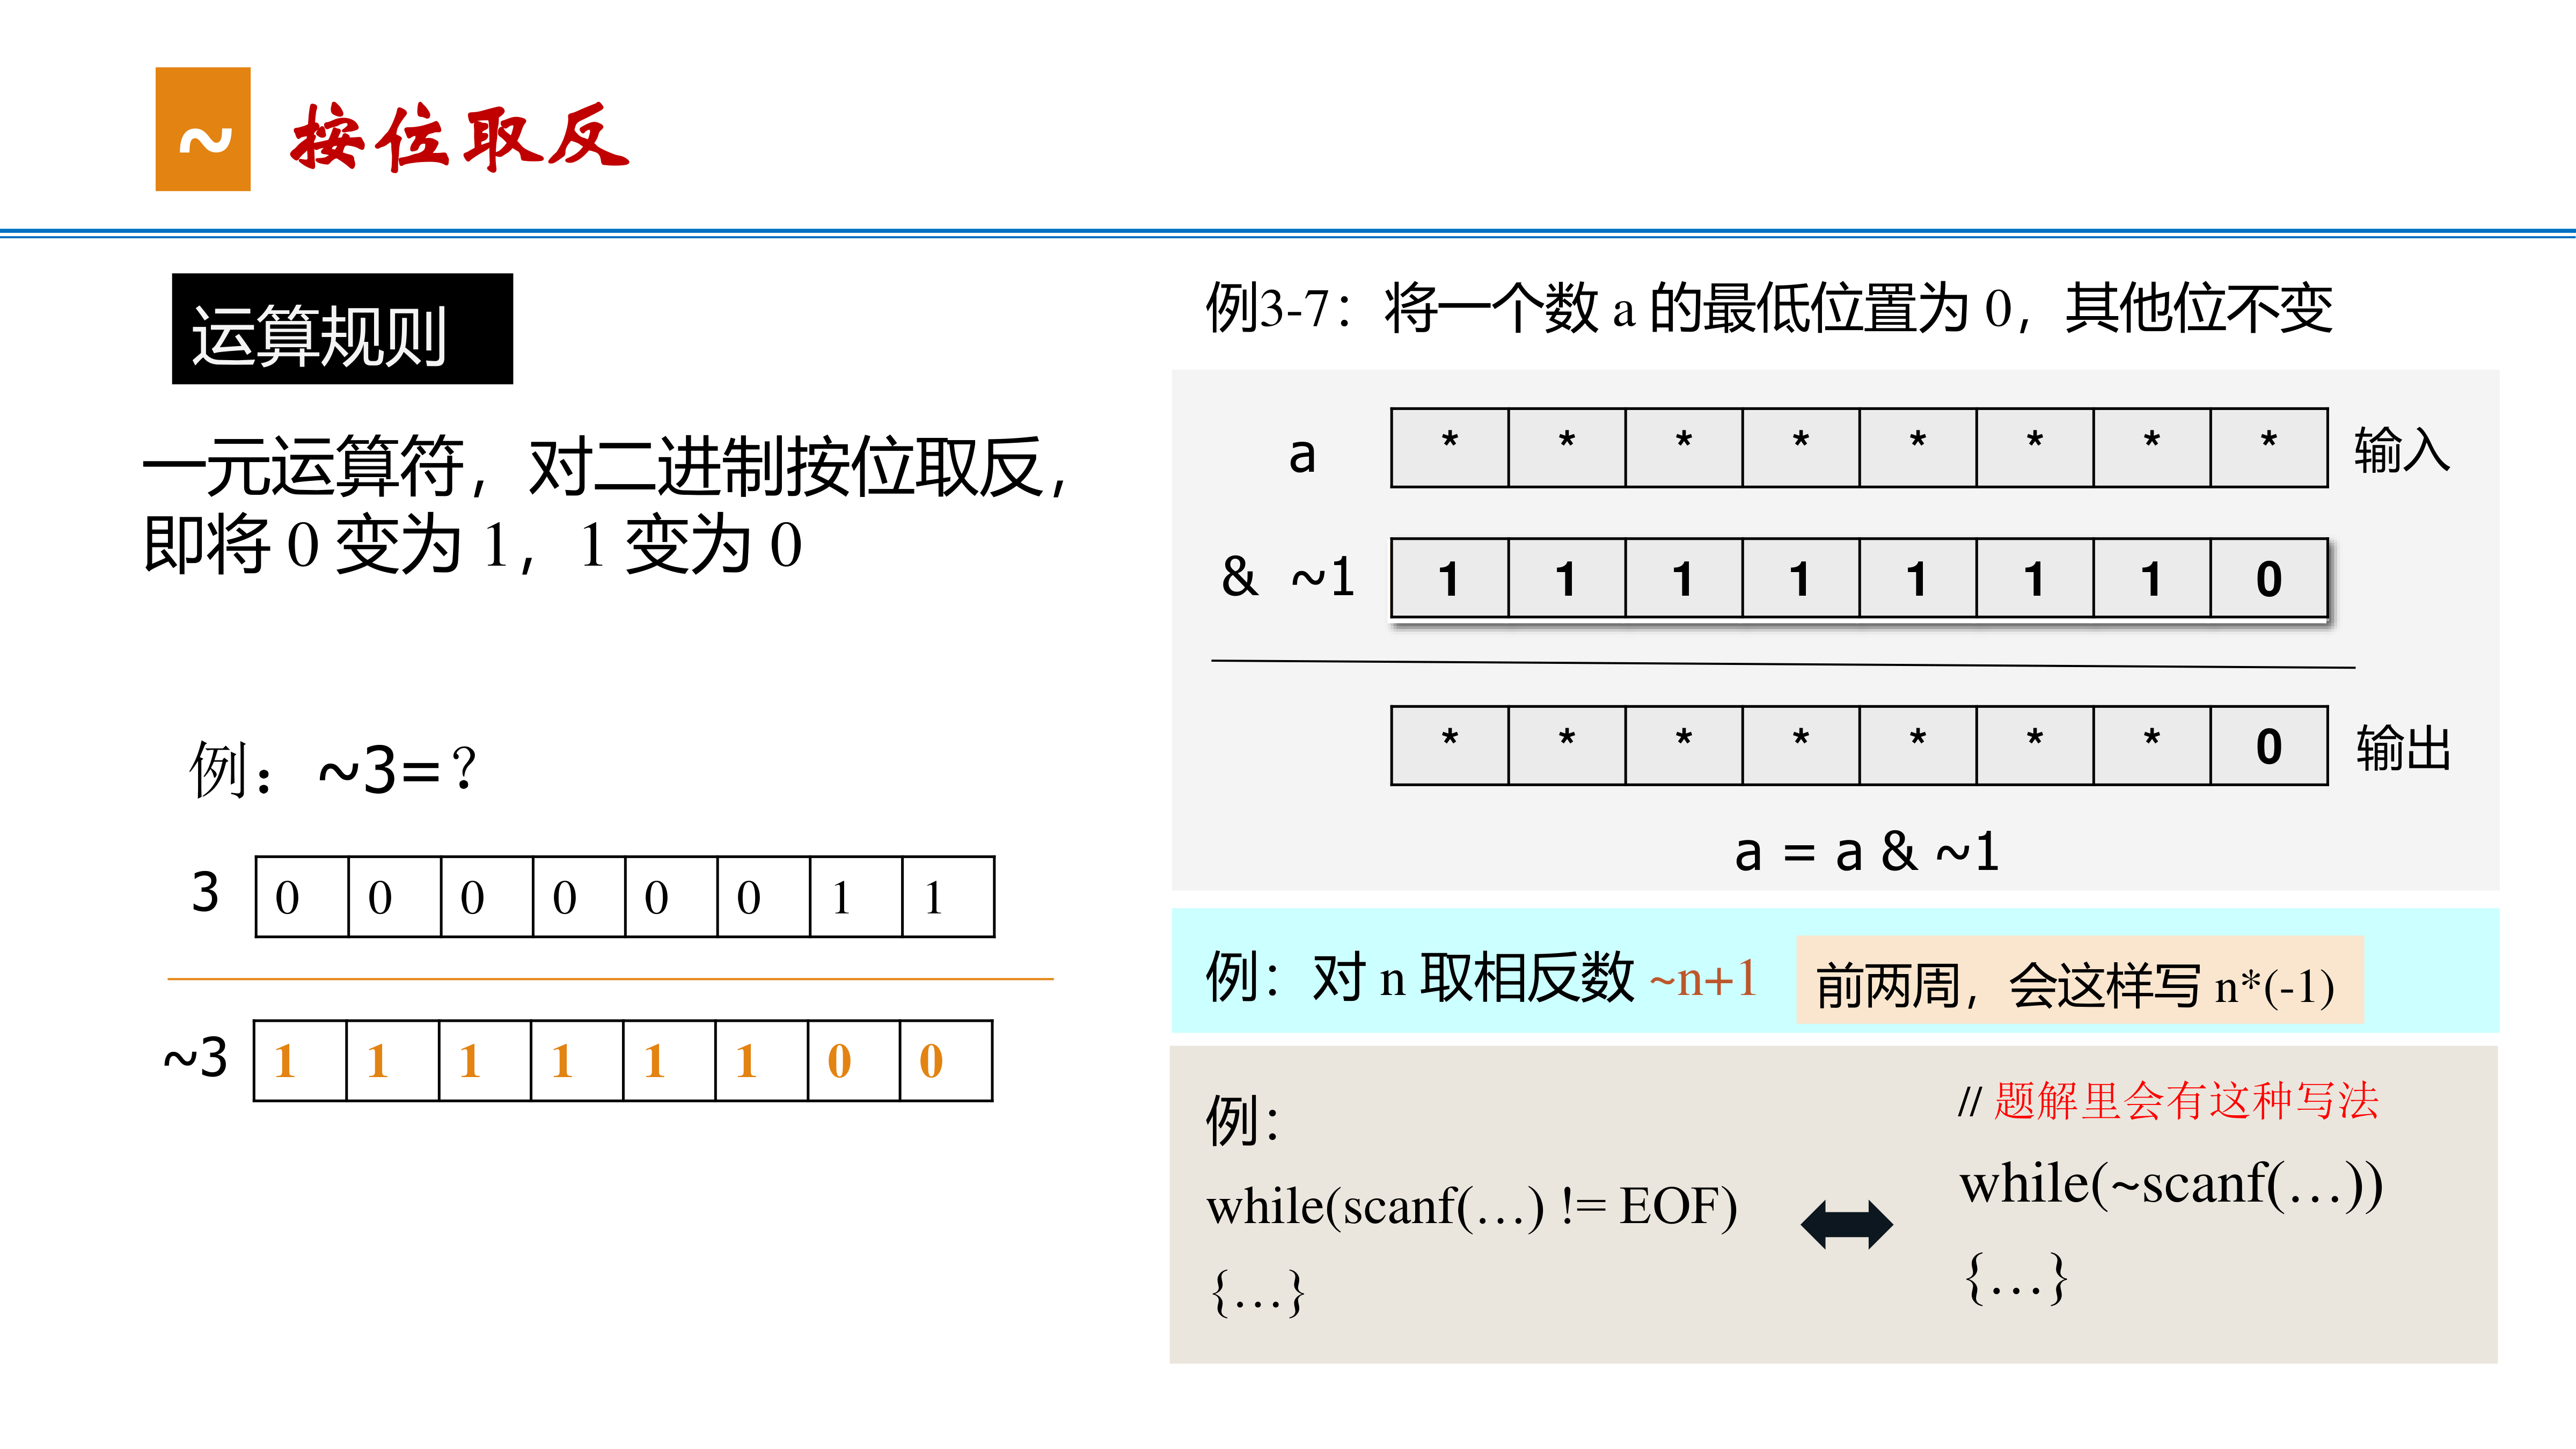 ~ 按位取反
运算规则
一元运算符，对二进制按位取反，
即将 0 变为 1，1 变为 0
例：~3=?
3 0 0 0 0 0 0 1 1
~3 1 1 1 1 1 1 0 0
例3-7：将一个数 a 的最低位置为 0，其他位不变
a * * * * * * * * 输入
& ~1 1 1 1 1 1 1 1 0
* * * * * * * 0 输出
a = a & ~1
例：对 n 取相反数 ~n+1
前两周，会这样写 n*(-1)
例：
while(scanf(…) != EOF)
{…}
// 题解里会有这种写法
while(~scanf(…))
{…}